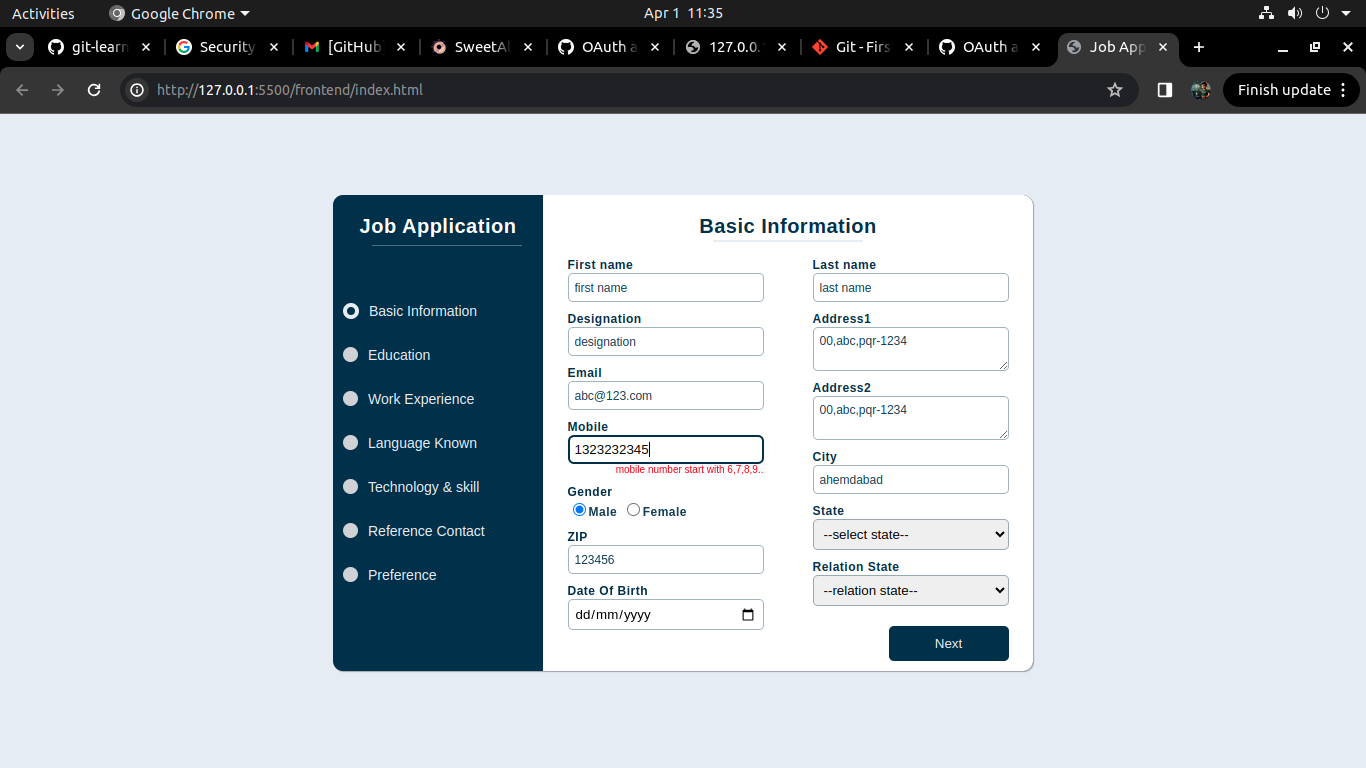 Activities
Google Chrome
Apr 1 11:35
git-learn
Security
[GitHub]
SweetAl
OAuth a
127.0.0.
Git - Firs
OAuth a
Job App
http://127.0.0.1:5500/frontend/index.html
Finish update
Job Application
Basic Information
Education
Work Experience
Language Known
Technology & skill
Reference Contact
Preference
Basic Information
First name
first name
Designation
designation
Email
abc@123.com
Mobile
1323232345
mobile number start with 6,7,8,9..
Gender
Male Female
ZIP
123456
Date Of Birth
dd/mm/yyyy
Last name
last name
Address1
00,abc,pqr-1234
Address2
00,abc,pqr-1234
City
ahemdabad
State
--select state--
Relation State
--relation state--
Next